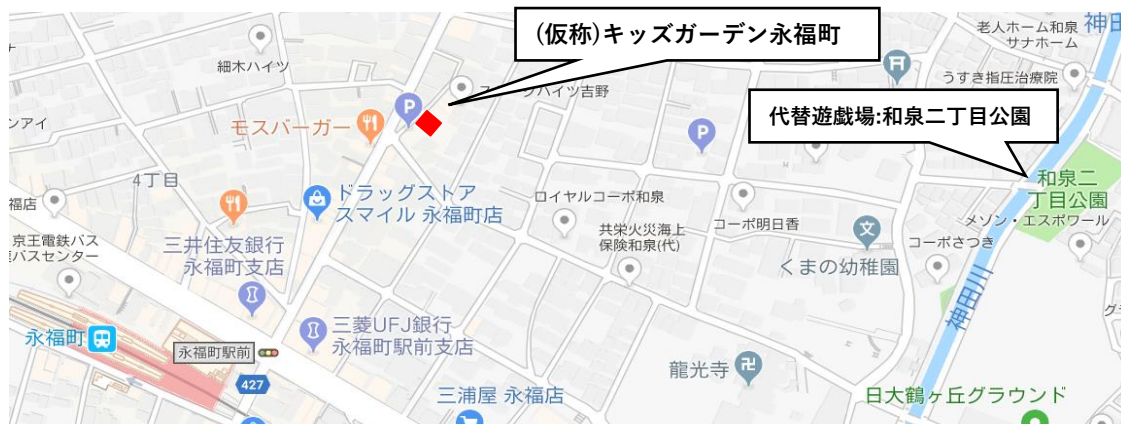 (仮称)キッズガーデン永福町
老人ホーム和泉
サナホーム
神田
細木ハイツ
うすき指圧治療院
ハイツ吉野
代替遊戯場:和泉二丁目公園
ンアイ
モスバーガー
P
P
4丁目
和泉二
丁目公園
福店
ドラッグストア
スマイル 永福町店
ロイヤルコーポ和泉
コーポ明日香
文
メゾン・エスポワール
京王電鉄バス
バスセンター
三井住友銀行
永福町支店
共栄火災海上
保険和泉(代)
くまの幼稚園
コーポさつき
神田川
グラ
永福町
永福町駅前
三菱UFJ銀行
永福町駅前支店
427
龍光寺
卍
三浦屋 永福店
日大鶴ヶ丘グラウンド